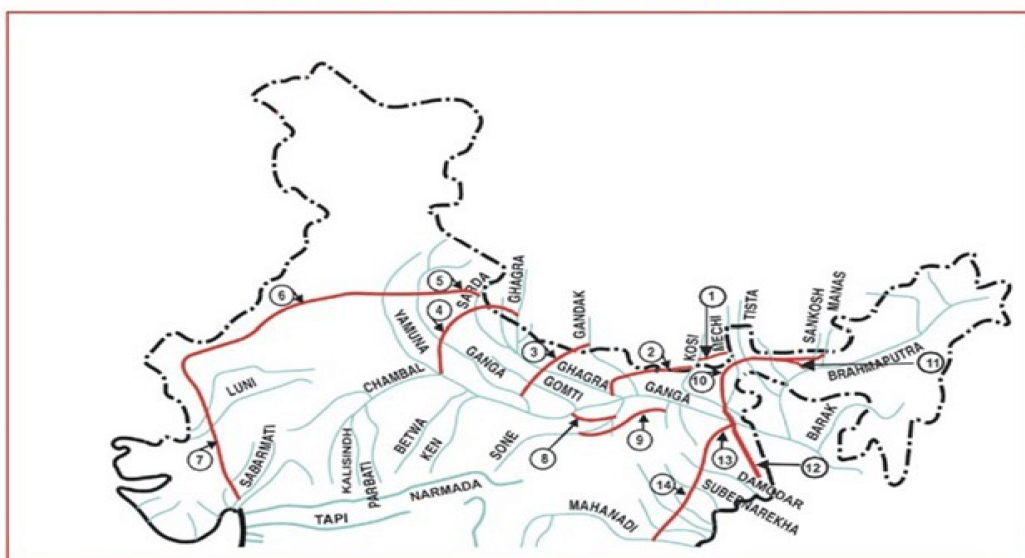 1
TISTA
MANAS
SANKOSH
MECHI
KOSI
5
SARDA
GHAGRA
6
4
GANDAK
YAMUNA
3
2
10
11
GHAGRA
GANGA
GANGA
BRAHMAPUTRA
LUNI
CHAMBAL
GOMTI
BARAK
7
SABARMATI
KALISINDH
PARBATI
BETWA
KEN
SONE
8
9
13
12
DAMODAR
14
SUBERNAREKHA
NARMADA
MAHANADI
TAPI